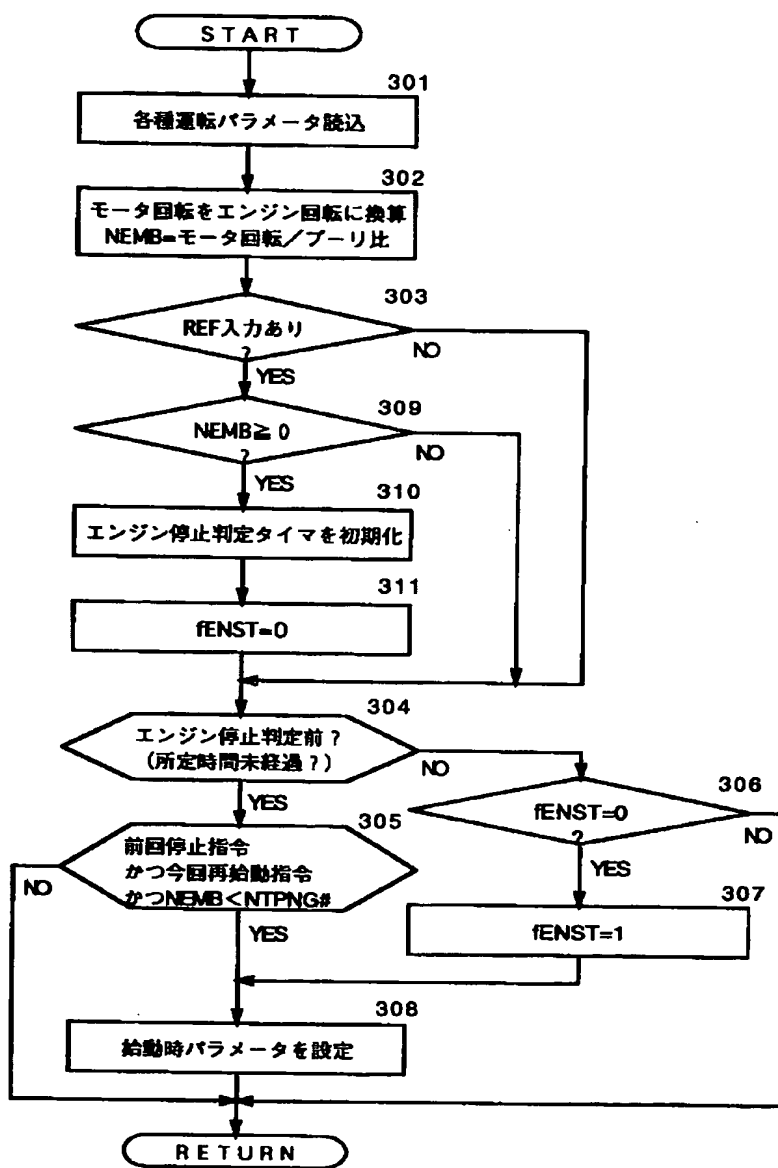 START
301
各種運転パラメータ読込
302
モータ回転をエンジン回転に換算
NEMB=モータ回転/プーリ比
303
REF入力あり
?
NO
YES
309
NEMB≧0
?
NO
YES
310
エンジン停止判定タイマを初期化
311
fENST=0
304
エンジン停止判定前?
(所定時間未経過?)
NO
YES
306
fENST=0
?
NO
YES
305
前回停止指令
かつ今回再始動指令
かつNEMB<NTPNG#
NO
YES
307
fENST=1
308
始動時パラメータを設定
RETURN